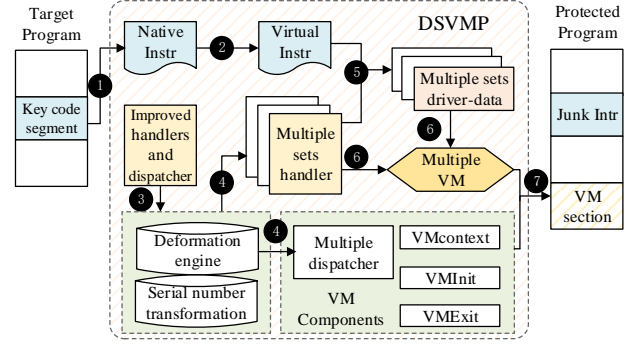 Target
Program
DSVMP
Protected
Program
Native
Instr
2
Virtual
Instr
1
5
Multiple sets
driver-data
Key code
segment
Junk Intr
Improved
handlers
and
dispatcher
Multiple
sets
handler
6
6
Multiple
VM
4
3
7
VM
section
Deformation
engine
4
Multiple
dispatcher
VMcontext
VMInit
Serial number
transformation
VM
Components
VMExit